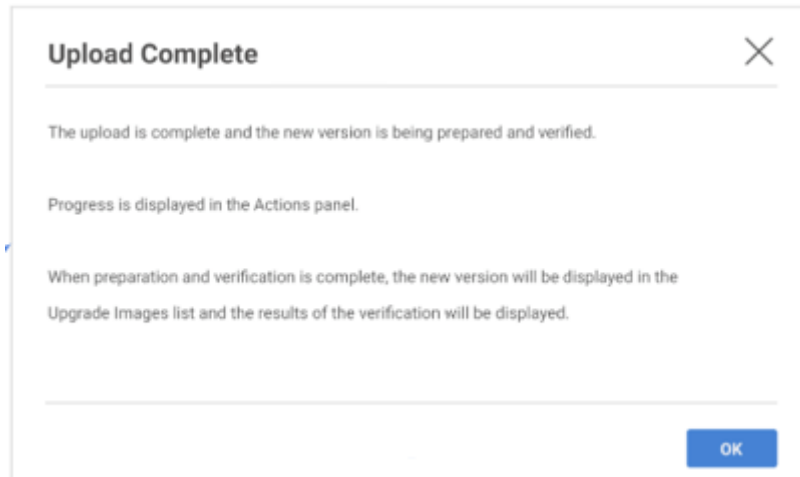 Upload Complete
The upload is complete and the new version is being prepared and verified.
Progress is displayed in the Actions panel.
When preparation and verification is complete, the new version will be displayed in the
Upgrade Images list and the results of the verification will be displayed.
OK